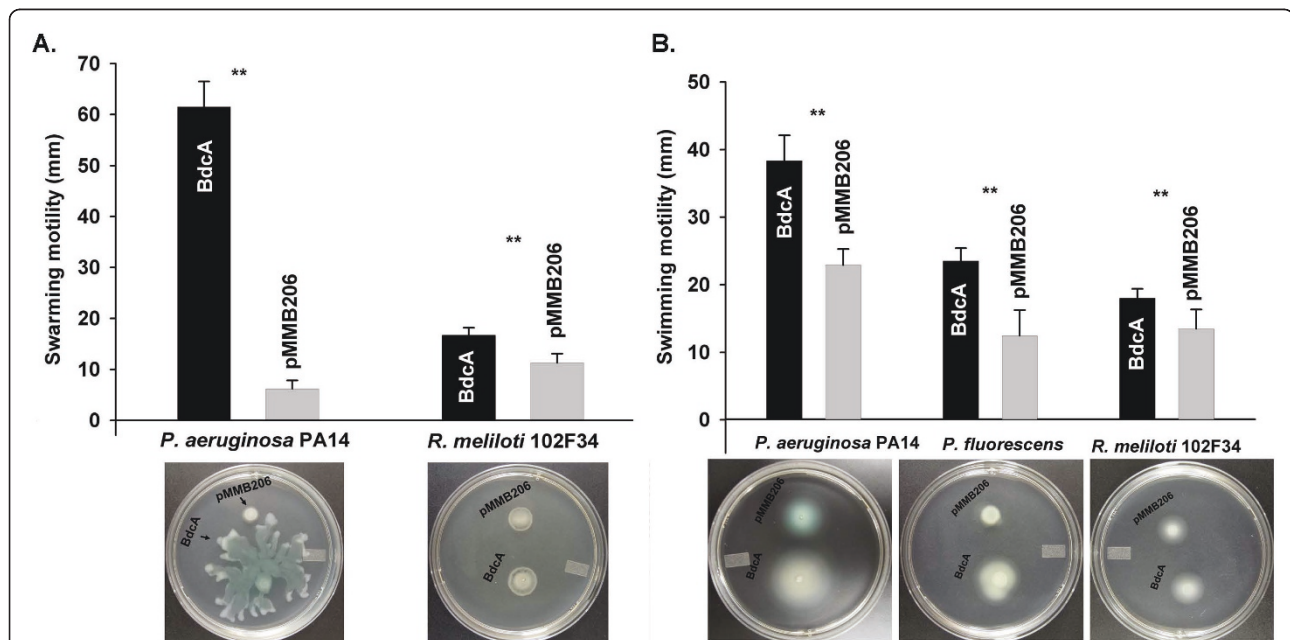 A.
Swarming motility (mm)
70
60
50
40
30
20
10
0
**
BdcA
pMMB206
**
BdcA
pMMB206
P. aeruginosa PA14
R. meliloti 102F34
pMMB206
BdcA
pMMB206
BdcA
B.
Swimming motility (mm)
50
40
30
20
10
0
**
BdcA
pMMB206
**
BdcA
pMMB206
**
BdcA
pMMB206
P. aeruginosa PA14
P. fluorescens
R. meliloti 102F34
pMMB206
BdcA
pMMB206
BdcA
pMMB206
BdcA